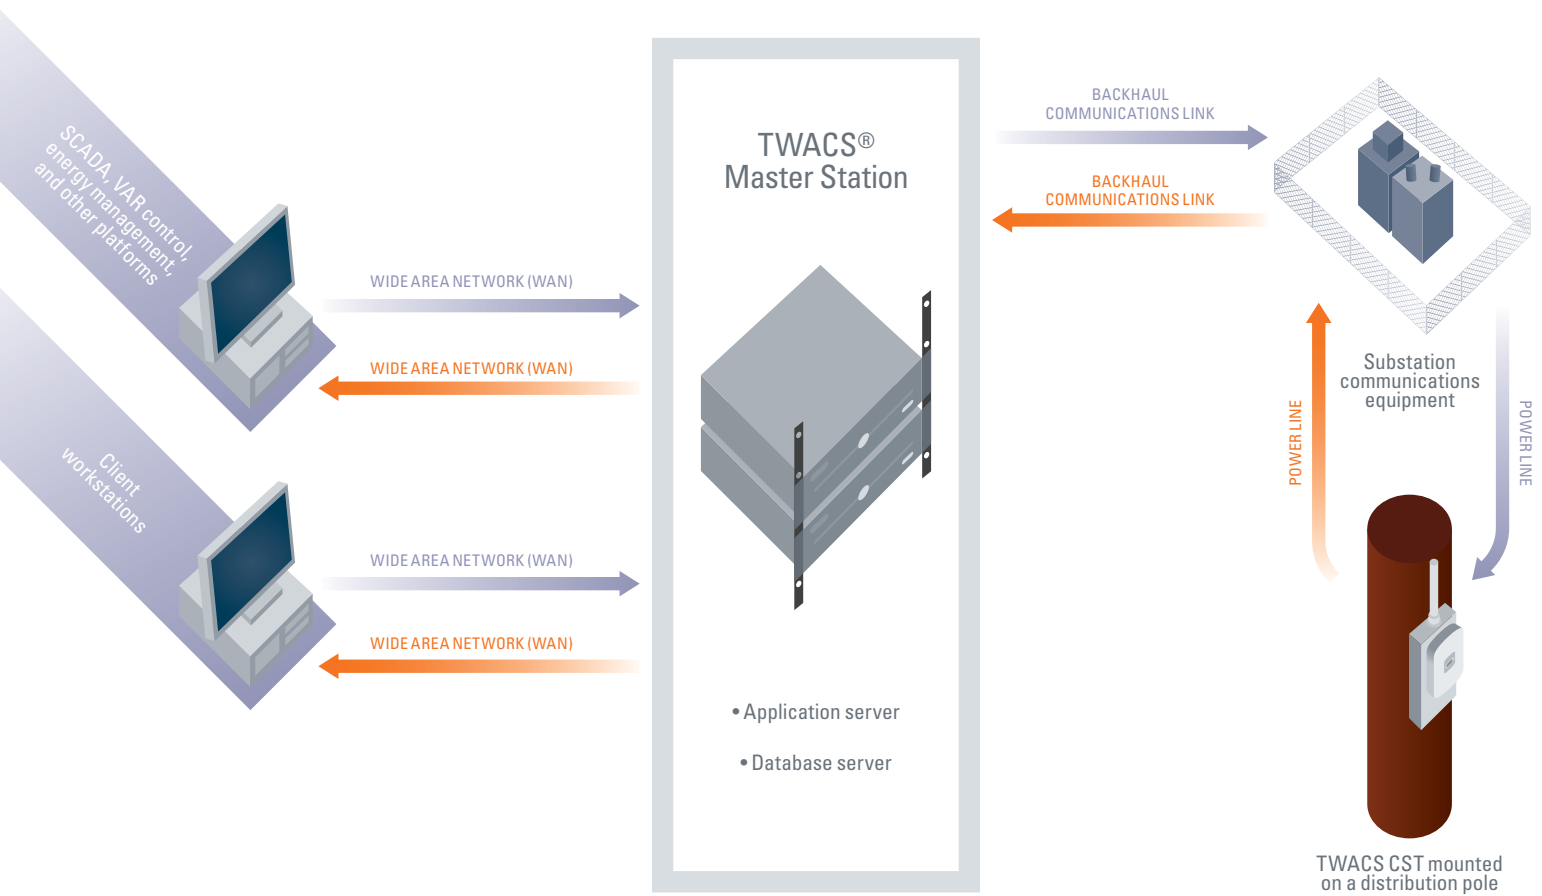 SCADA, VAR control,
energy management,
and other platforms
WIDE AREA NETWORK (WAN)
WIDE AREA NETWORK (WAN)
Client
workstations
WIDE AREA NETWORK (WAN)
WIDE AREA NETWORK (WAN)
TWACS®
Master Station
• Application server
• Database server
BACKHAUL
COMMUNICATIONS LINK
BACKHAUL
COMMUNICATIONS LINK
Substation
communications
equipment
POWER LINE
POWER LINE
TWACS CST mounted
on a distribution pole